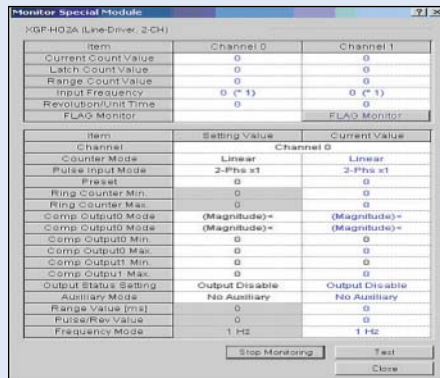 Monitor Special Module
XGF-HO2A (Line-Driver, 2-CH)
Item Channel 0 Channel 1
Current Count Value 0 0
Latch Count Value 0 0
Range Count Value 0 0
Input Frequency 0 (* 1) 0 (* 1)
Revolution/Unit Time 0 0
FLAG Monitor FLAG Monitor
Item Setting Value Current Value
Channel Channel 0
Counter Mode Linear Linear
Pulse Input Mode 2-Phs x1 2-Phs x1
Preset 0 0
Ring Counter Min. 0 0
Ring Counter Max. 0 0
Comp Output0 Mode (Magnitude)< (Magnitude)<
Comp Output0 Mode (Magnitude)< (Magnitude)<
Comp Output0 Min. 0 0
Comp Output0 Max. 0 0
Comp Output1 Min. 0 0
Comp Outpu1 Max. 0 0
Output Status Setting Output Disable Output Disable
Auxiliary Mode No Auxiliary No Auxiliary
Range Value [ms] 0 0
Pulse/Rev Value 0 0
Frequency Mode 1 Hz 1 Hz
Stop Monitoring Test
Close